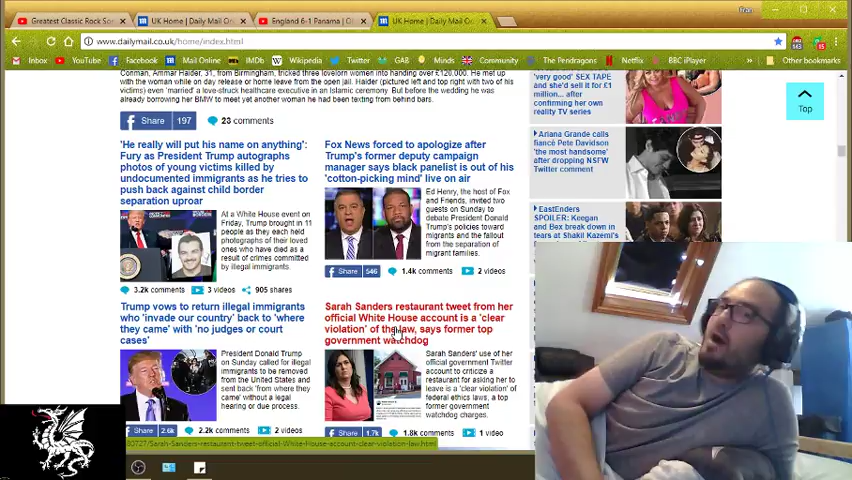 Fran
Greatest Classic Rock Son
UK Home | Daily Mail On
England 6-1 Panama | G
UK Home | Daily Mail O
www.dailymail.co.uk/home/index.html
Inbox
YouTube
Facebook
Mail Online
IMDb
Wikipedia
Twitter
GAB
Minds
Community
The Pendragons
Netflix
BBC iPlayer
Other bookmarks
Conman, Ammar Haider, 31, from Birmingham, tricked three lovelorn women into handing over £120,000. He met up
with the woman while on day release or home leave from the open jail. Haider (pictured left and top right with two of his
victims) even 'married' a love-struck healthcare executive in an Islamic ceremony. But before the wedding he was
already borrowing her BMW to meet yet another woman he had been texting from behind bars.
Share 197
23 comments
'He really will put his name on anything':
Fury as President Trump autographs
photos of young victims killed by
undocumented immigrants as he tries to
push back against child border
separation uproar
At a White House event on
Friday, Trump brought in 11
people as they each held
photographs of their loved
ones who have died as a
result of crimes committed
by illegal immigrants.
3.2k comments
3 videos
905 shares
Fox News forced to apologize after
Trump's former deputy campaign
manager says black panelist is out of his
'cotton-picking mind' live on air
Ed Henry, the host of Fox
and Friends, invited two
guests on Sunday to
debate President Donald
Trump's policies toward
migrants and the fallout
from the separation of
migrant families.
Share 546
1.4k comments
2 videos
Trump vows to return illegal immigrants
who 'invade our country' back to 'where
they came' with 'no judges or court
cases'
President Donald Trump
on Sunday called for illegal
immigrants to be removed
from the United States and
sent back 'from where they
came' without a legal
hearing or due process.
Share 2.6k
2.2k comments
2 videos
Sarah Sanders restaurant tweet from her
official White House account is a 'clear
violation' of the law, says former top
government watchdog
Sarah Sanders' use of her
official government Twitter
account to criticize a
restaurant for asking her to
leave is a 'clear violation' of
federal ethics laws, a top
former government
watchdog charges.
Share 1.7k
1.8k comments
1 video
'very good' SEX TAPE
and she'd sell it for £1
million... after
confirming her own
reality TV series
Ariana Grande calls
fiancé Pete Davidson
'the most handsome'
after dropping NSFW
Twitter comment
EastEnders
SPOILER: Keegan
and Bex break down in
tears at Shakil Kazemi's
Top
80727/Sarah-Sanders-restaurant-tweet-official-White-House-account-clear-violation-law.html